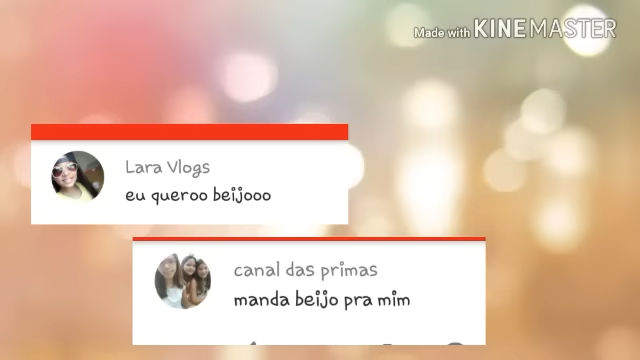 Made with KINEMASTER
Lara Vlogs
eu queroo beijooo
canal das primas
manda beijo pra mim